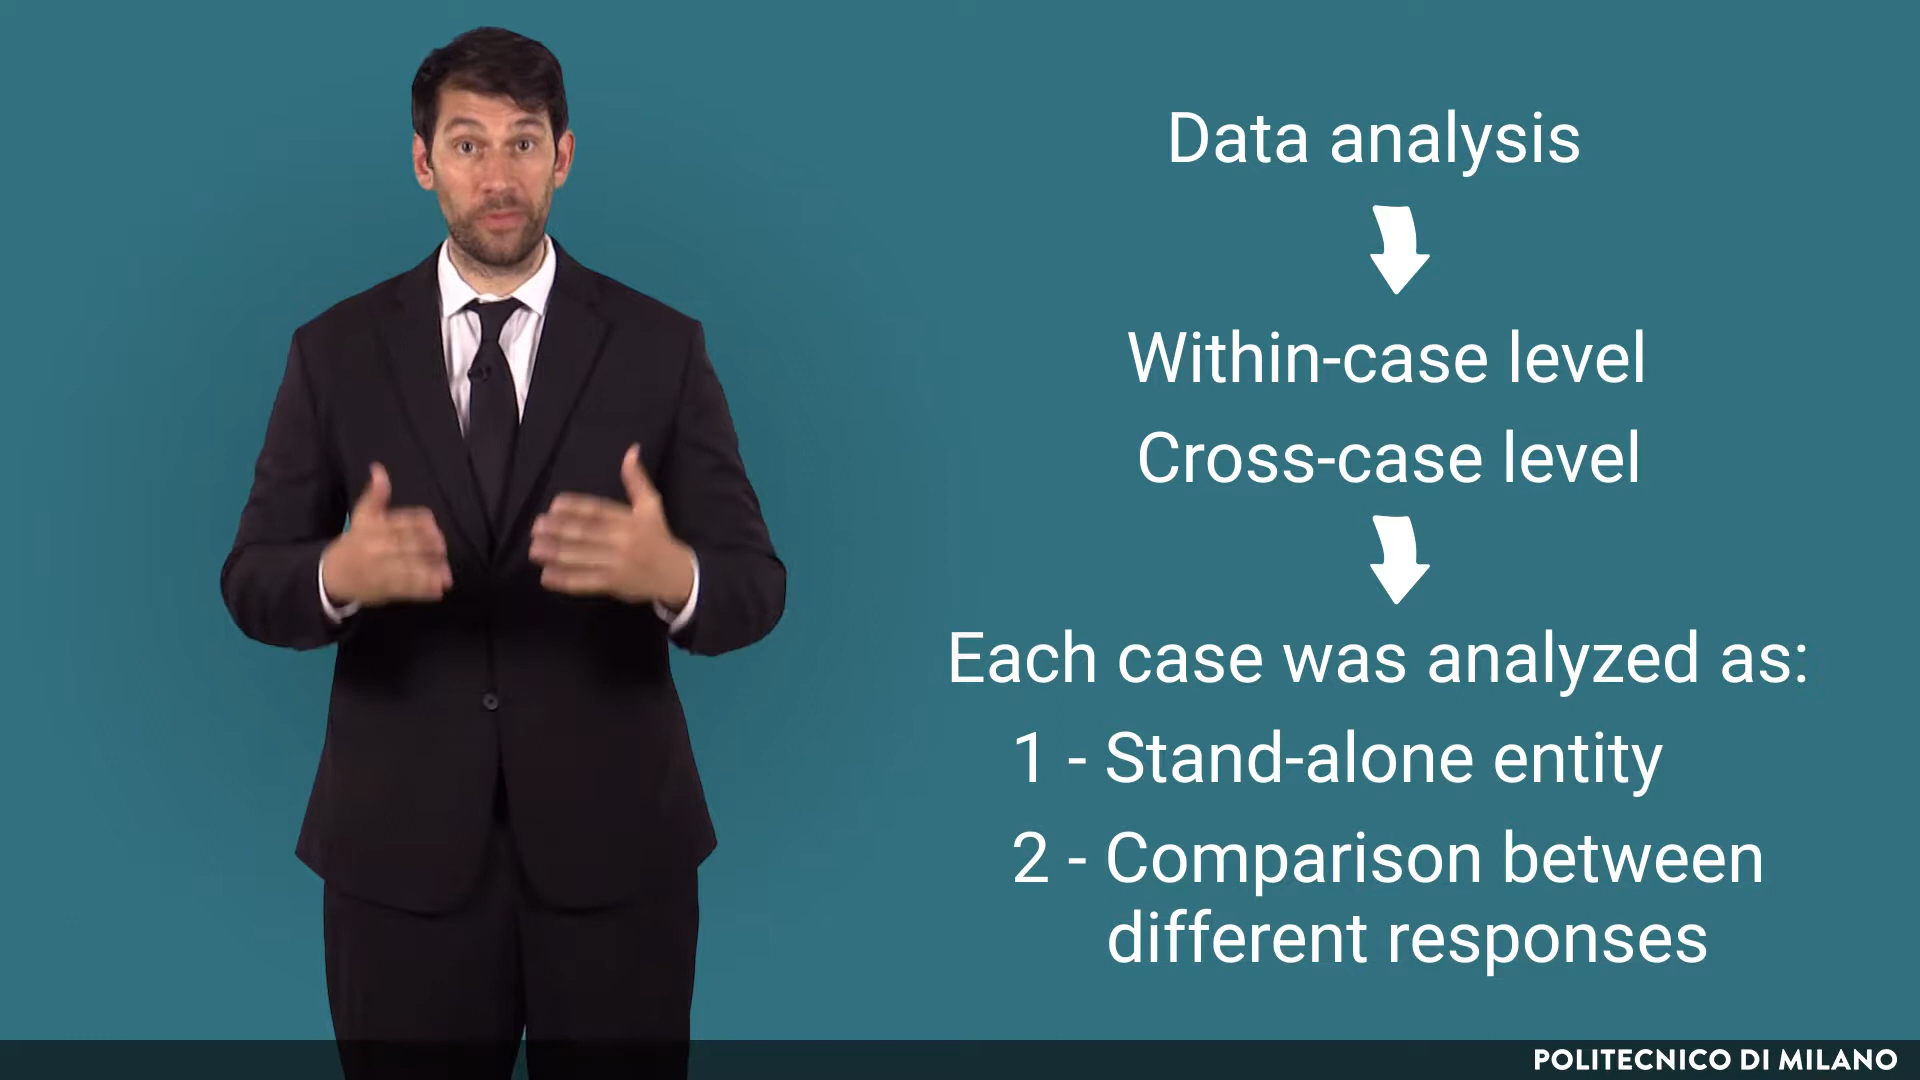 Data analysis
Within-case level
Cross-case level
Each case was analyzed as:
1 - Stand-alone entity
2 - Comparison between
different responses
POLITECNICO DI MILANO